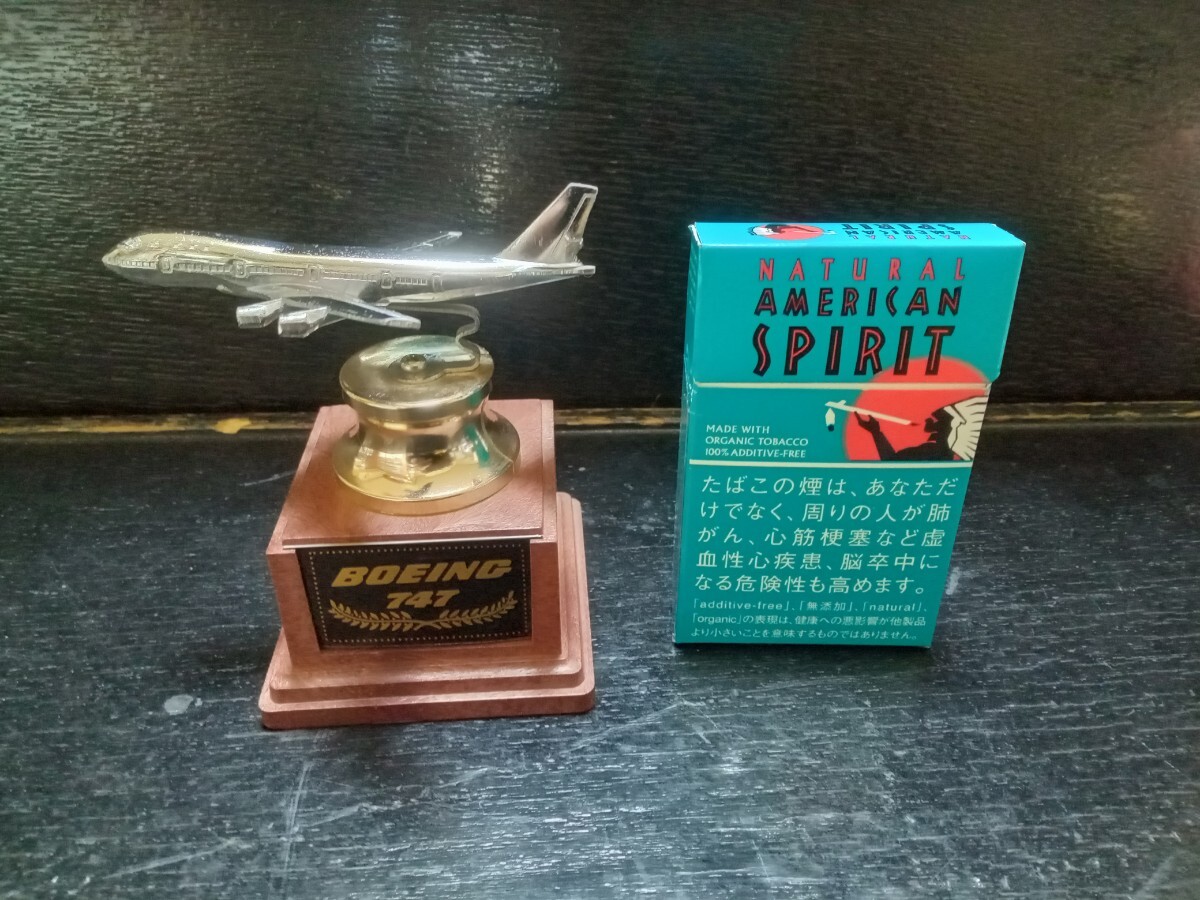 BOEING
747
NATURAL
AMERICAN
SPIRIT
MADE WITH
ORGANIC TOBACCO
100% ADDITIVE-FREE
たばこの煙は、あなただ
けでなく、周りの人が肺
がん、心筋梗塞など虚
血性心疾患、脳卒中に
なる危険性も高めます。
「additive-free」、「無添加」、「natural」、
「organic」の表現は、健康への悪影響が他製品
より小さいことを意味するものではありません。
NATURAL
AMERICAN
SPIRIT